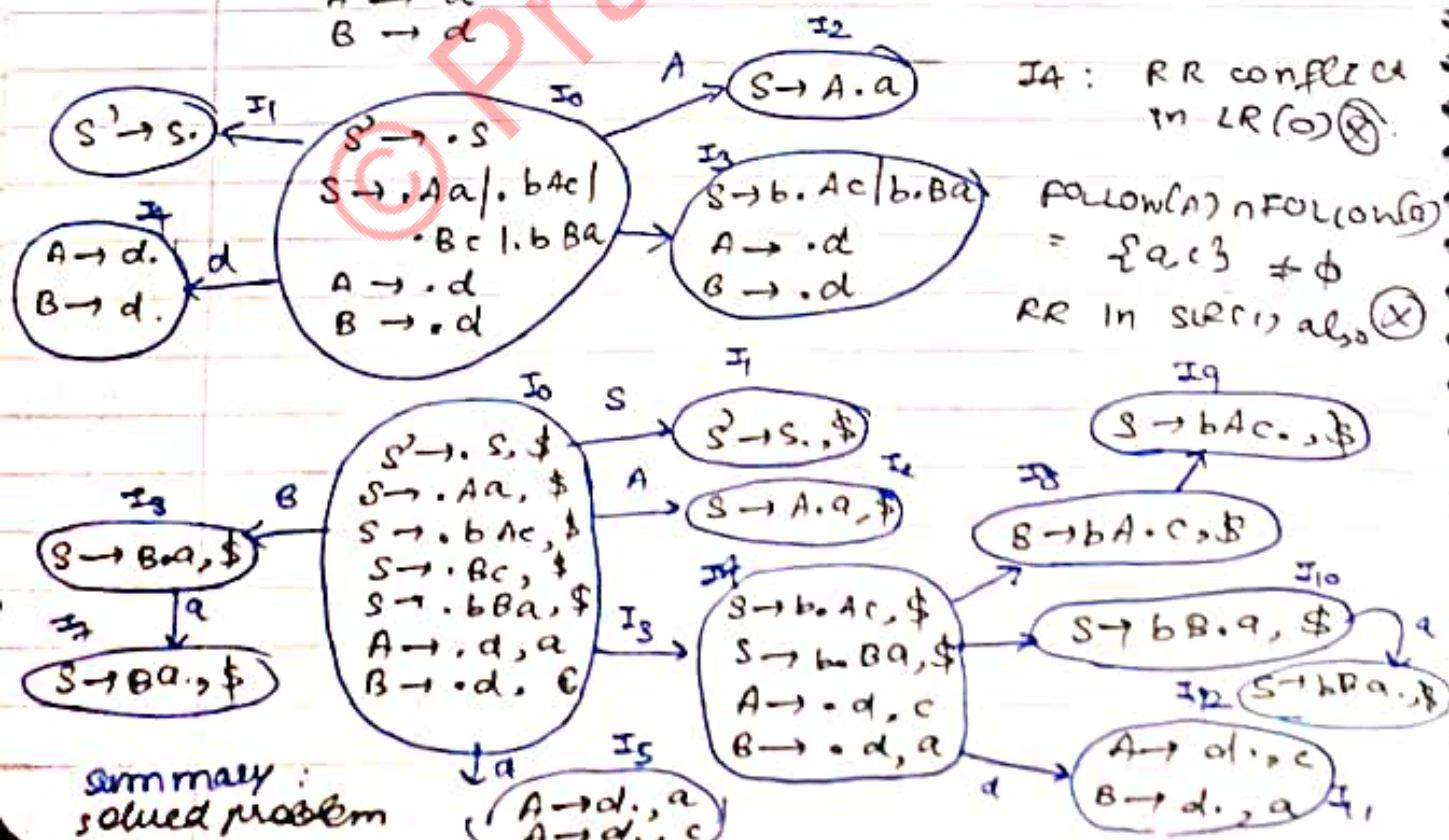 B → d
© Pra
I2
S → A.a
A
I4 : RR conflict
in LR(0) ⊗.
I1
S' → S.
I0
S' → .S
S → .Aa|.bAc|
.Bc|.bBa
A → .d
B → .d
I3
S → b.Ac|b.Ba
A → .d
B → .d
FOLLOW(A) ∩ FOLLOW(B)
= {a,c} ≠ ϕ
RR in SLR(1) also ⊗
A → d.
B → d.
d
I0
S' → .S, $
S → .Aa, $
S → .bAc, $
S → .Bc, $
S → .bBa, $
A → .d, a
B → .d, c
S
I1
S' → S., $
A
S → A.a, $
B
I3
S → B.a, $
a
I7
S → Ba., $
I3
S → b.Ac, $
S → b.Ba, $
A → .d, c
B → .d, a
I8
S → bA.c, $
I9
S → bAc., $
I10
S → bB.a, $
a
I12
S → bBa., $
d
A → d., c
B → d., a
I11
d
I5
A → d., a
A → d., c
summary :
solved problem